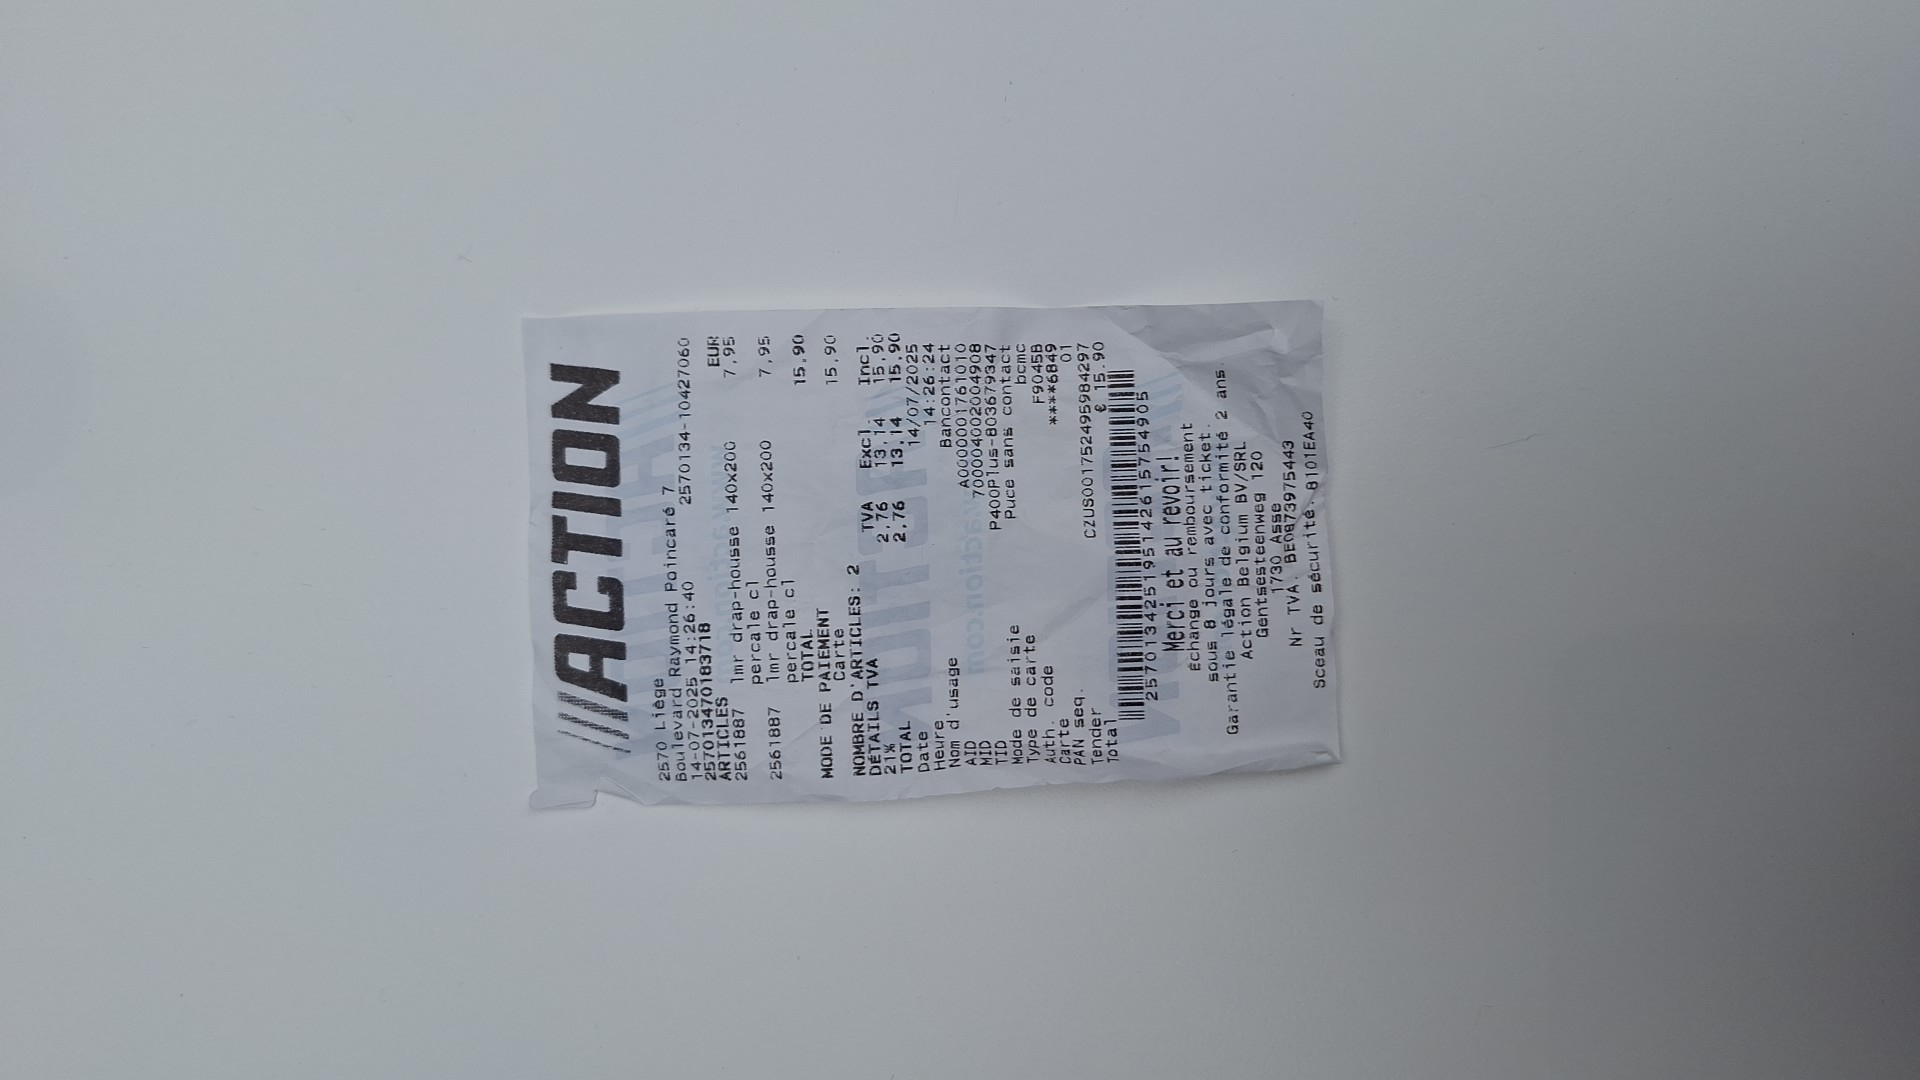 ///ACTION
2570 Liège
Boulevard Raymond Poincaré 7
14-07-2025 14:26:40 2570134-10427060
2570134701837 18
ARTICLES EUR
2561887 1mr drap-housse 140x200 7,95
percale cl
2561887 1mr drap-housse 140x200 7,95
percale cl
TOTAL 15,90
MODE DE PAIEMENT
Carte 15,90
NOMBRE D'ARTICLES: 2
DÉTAILS TVA TVA Excl. Incl.
21% 2,76 13,14 15,90
TOTAL 2,76 13,14 15,90
Date 14/07/2025
Heure 14:26:24
Nom d'usage Bancontact
AID A0000001761010
MID 7000402004908
TID P400Plus-803679347
Mode de saisie Puce sans contact
Type de carte bcmc
Auth. code F9045B
Carte ****6849
PAN seq. 01
Tender CZUS001752495984297
Total € 15.90
2570134251951426157 54905
Merci et au revoir!
Échange ou remboursement
sous 8 jours avec ticket.
Garantie légale de conformité 2 ans.
Action Belgium BV/SRL
Gentsesteenweg 120
1730 Asse
Nr TVA. BE0873975443
Sceau de sécurité. 8101EA40